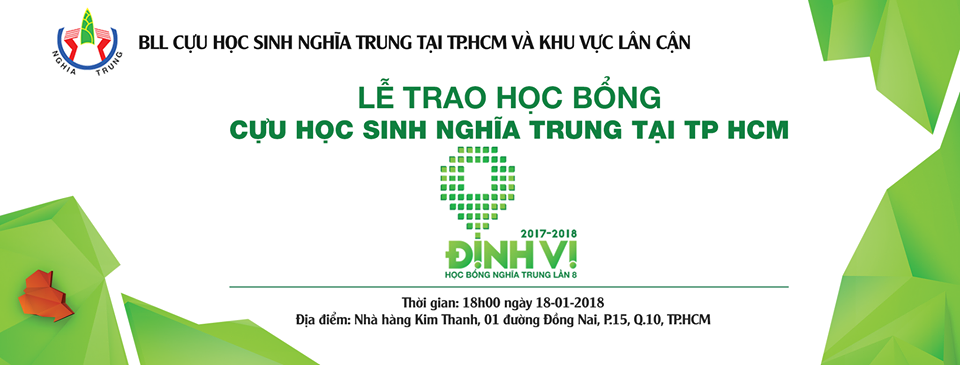 NGHĨA TRUNG
BLL CỰU HỌC SINH NGHĨA TRUNG TẠI TP.HCM VÀ KHU VỰC LÂN CẬN
LỄ TRAO HỌC BỔNG
CỰU HỌC SINH NGHĨA TRUNG TẠI TP HCM
2017-2018
ĐỊNH VỊ
HỌC BỔNG NGHĨA TRUNG LẦN 8
Thời gian: 18h00 ngày 18-01-2018
Địa điểm: Nhà hàng Kim Thanh, 01 đường Đồng Nai, P.15, Q.10, TP.HCM